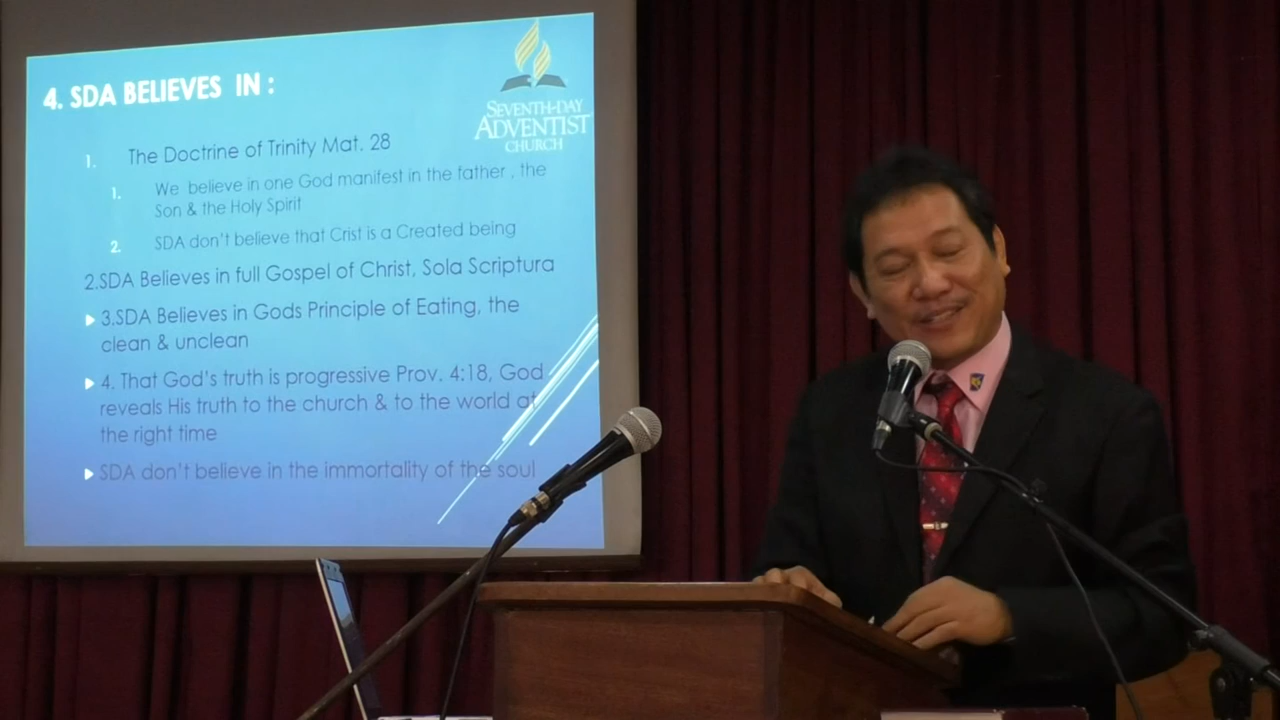 4. SDA BELIEVES IN :
SEVENTH-DAY
ADVENTIST
CHURCH
1. The Doctrine of Trinity Mat. 28
1. We believe in one God manifest in the father , the
Son & the Holy Spirit
2. SDA don't believe that Crist is a Created being
2.SDA Believes in full Gospel of Christ, Sola Scriptura
3.SDA Believes in Gods Principle of Eating, the
clean & unclean
4. That God's truth is progressive Prov. 4:18, God
reveals His truth to the church & to the world at
the right time
SDA don't believe in the immortality of the soul